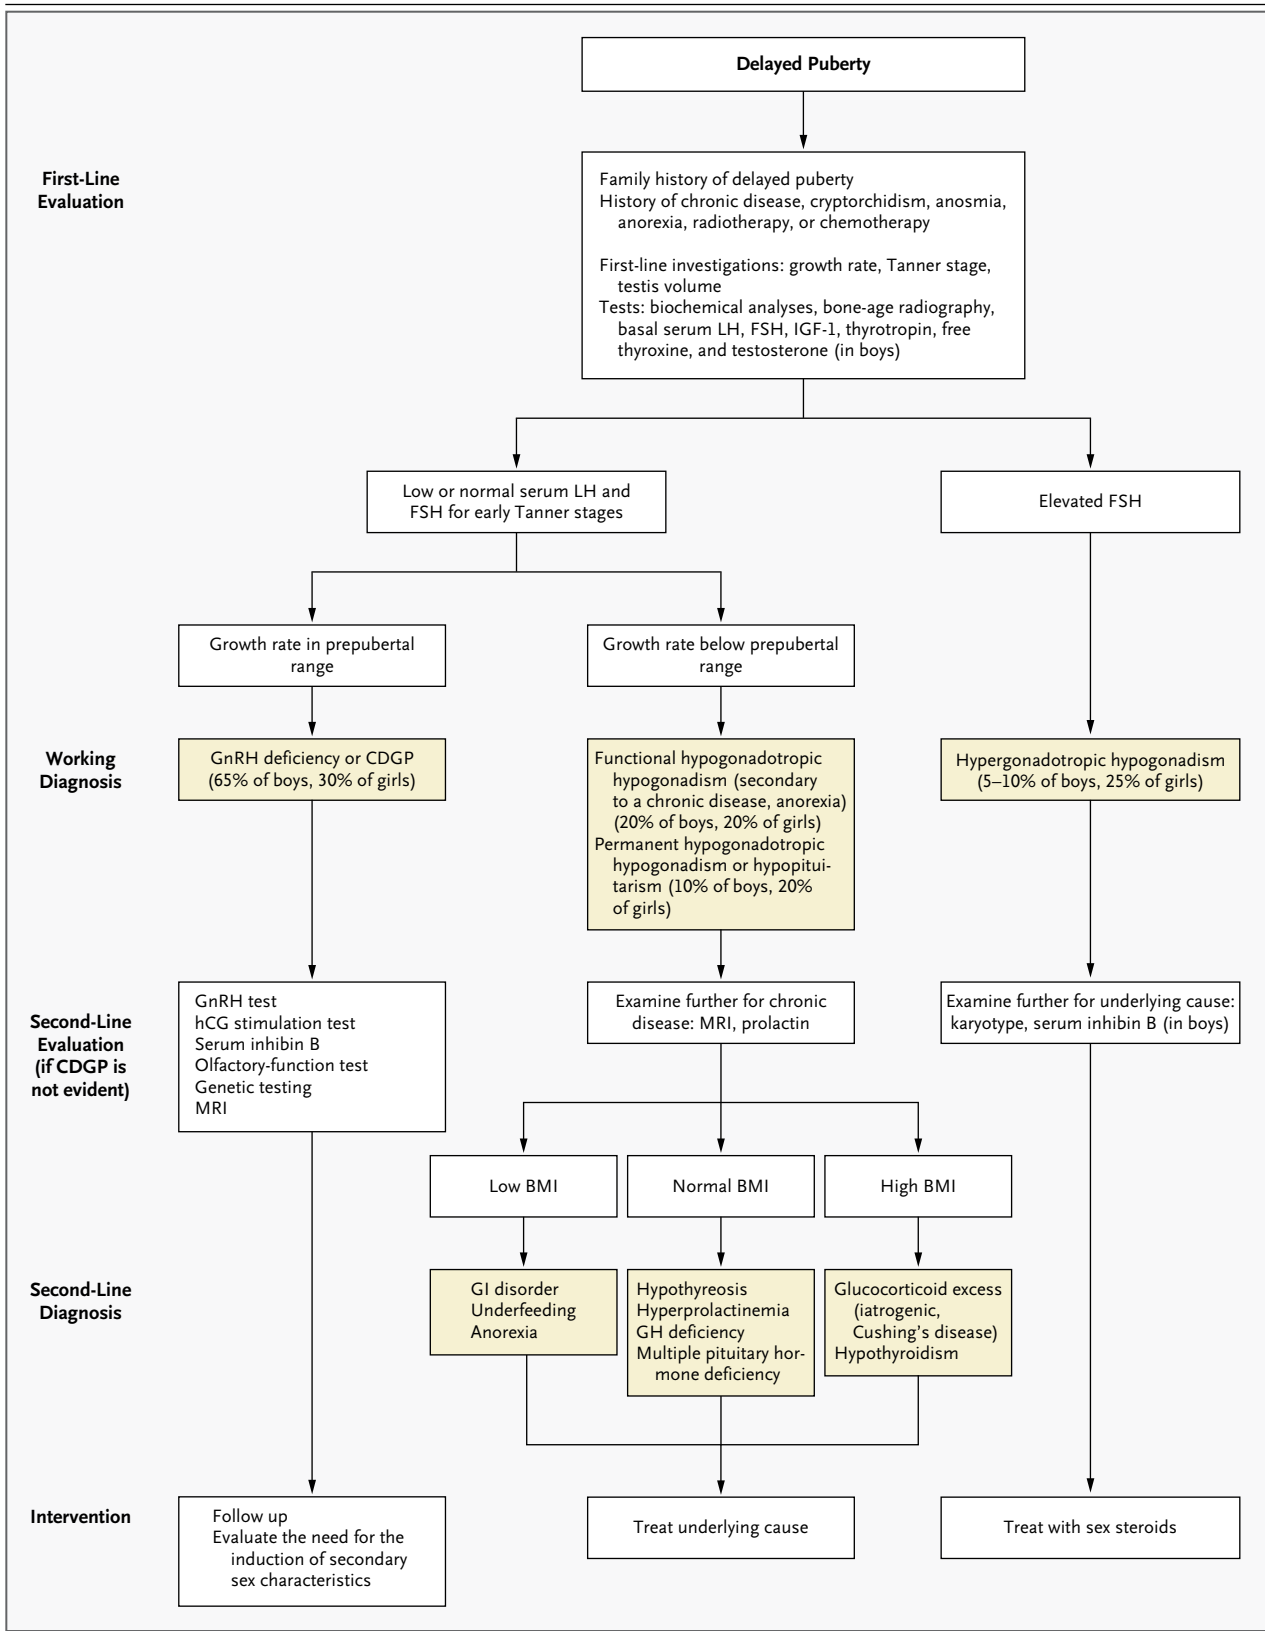 Delayed Puberty
First-Line
Evaluation
Family history of delayed puberty
History of chronic disease, cryptorchidism, anosmia,
anorexia, radiotherapy, or chemotherapy
First-line investigations: growth rate, Tanner stage,
testis volume
Tests: biochemical analyses, bone-age radiography,
basal serum LH, FSH, IGF-1, thyrotropin, free
thyroxine, and testosterone (in boys)
Low or normal serum LH and
FSH for early Tanner stages
Elevated FSH
Growth rate in prepubertal
range
Growth rate below prepubertal
range
Working
Diagnosis
GnRH deficiency or CDGP
(65% of boys, 30% of girls)
Functional hypogonadotropic
hypogonadism (secondary
to a chronic disease, anorexia)
(20% of boys, 20% of girls)
Permanent hypogonadotropic
hypogonadism or hypopitui-
tarism (10% of boys, 20%
of girls)
Hypergonadotropic hypogonadism
(5–10% of boys, 25% of girls)
Second-Line
Evaluation
(if CDGP is
not evident)
GnRH test
hCG stimulation test
Serum inhibin B
Olfactory-function test
Genetic testing
MRI
Examine further for chronic
disease: MRI, prolactin
Examine further for underlying cause:
karyotype, serum inhibin B (in boys)
Low BMI
Normal BMI
High BMI
Second-Line
Diagnosis
GI disorder
Underfeeding
Anorexia
Hypothyreosis
Hyperprolactinemia
GH deficiency
Multiple pituitary hor-
mone deficiency
Glucocorticoid excess
(iatrogenic,
Cushing's disease)
Hypothyroidism
Intervention
Follow up
Evaluate the need for the
induction of secondary
sex characteristics
Treat underlying cause
Treat with sex steroids